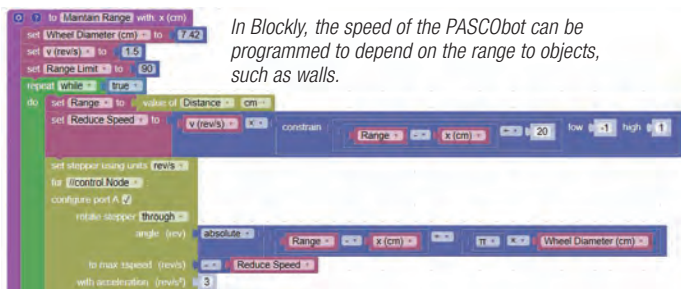 to Maintain Range with: x (cm)
In Blockly, the speed of the PASCObot can be
programmed to depend on the range to objects,
such as walls.
set Wheel Diameter (cm) to 7.42
set v (rev/s) to 1.5
set Range Limit to 90
repeat while true
do set Range to value of Distance cm
set Reduce Speed to v (rev/s) × constrain Range - x (cm) ÷ 20 low -1 high 1
set stepper using units rev/s
for //control.Node
configure port A
rotate stepper through
angle (rev) absolute Range - x (cm) ÷ π × Wheel Diameter (cm)
to max sspeed (rev/s) - Reduce Speed
with acceleration (rev/s²) 3